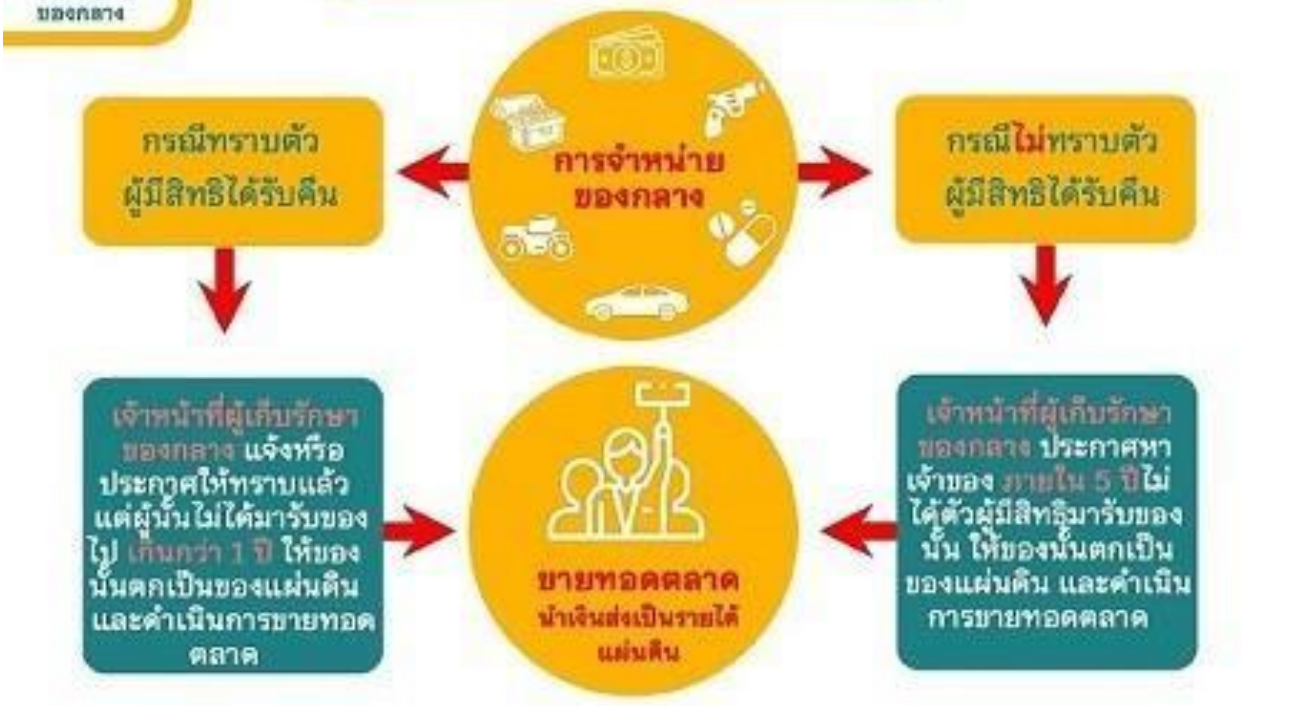 ของกลาง
การจำหน่าย
ของกลาง
กรณีทราบตัว
ผู้มีสิทธิได้รับคืน
เจ้าหน้าที่ผู้เก็บรักษา
ของกลาง แจ้งหรือ
ประกาศให้ทราบแล้ว
แต่ผู้นั้นไม่ได้มารับของ
ไป เกินกว่า 1 ปี ให้ของ
นั้นตกเป็นของแผ่นดิน
และดำเนินการขายทอด
ตลาด
กรณีไม่ทราบตัว
ผู้มีสิทธิได้รับคืน
เจ้าหน้าที่ผู้เก็บรักษา
ของกลาง ประกาศหา
เจ้าของ ภายใน 5 ปีไม่
ได้ตัวผู้มีสิทธิมารับของ
นั้น ให้ของนั้นตกเป็น
ของแผ่นดิน และดำเนิน
การขายทอดตลาด
ขายทอดตลาด
นำเงินส่งเป็นรายได้
แผ่นดิน